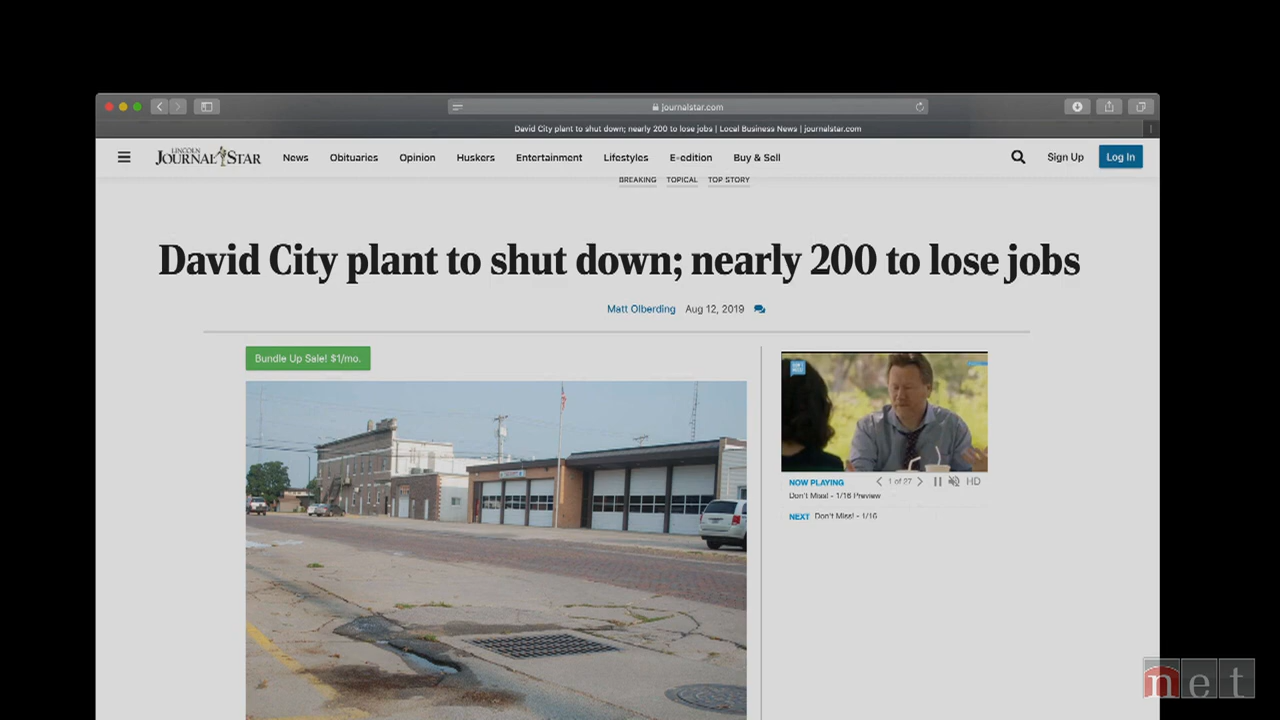 journalstar.com
David City plant to shut down; nearly 200 to lose jobs | Local Business News | journalstar.com
LINCOLN
JOURNAL STAR
News Obituaries Opinion Huskers Entertainment Lifestyles E-edition Buy & Sell Sign Up Log In
BREAKING TOPICAL TOP STORY
David City plant to shut down; nearly 200 to lose jobs
Matt Olberding Aug 12, 2019
Bundle Up Sale! $1/mo.
NOW PLAYING 1 of 27 HD
Don't Miss! - 1/16 Preview
NEXT Don't Miss! - 1/16
net